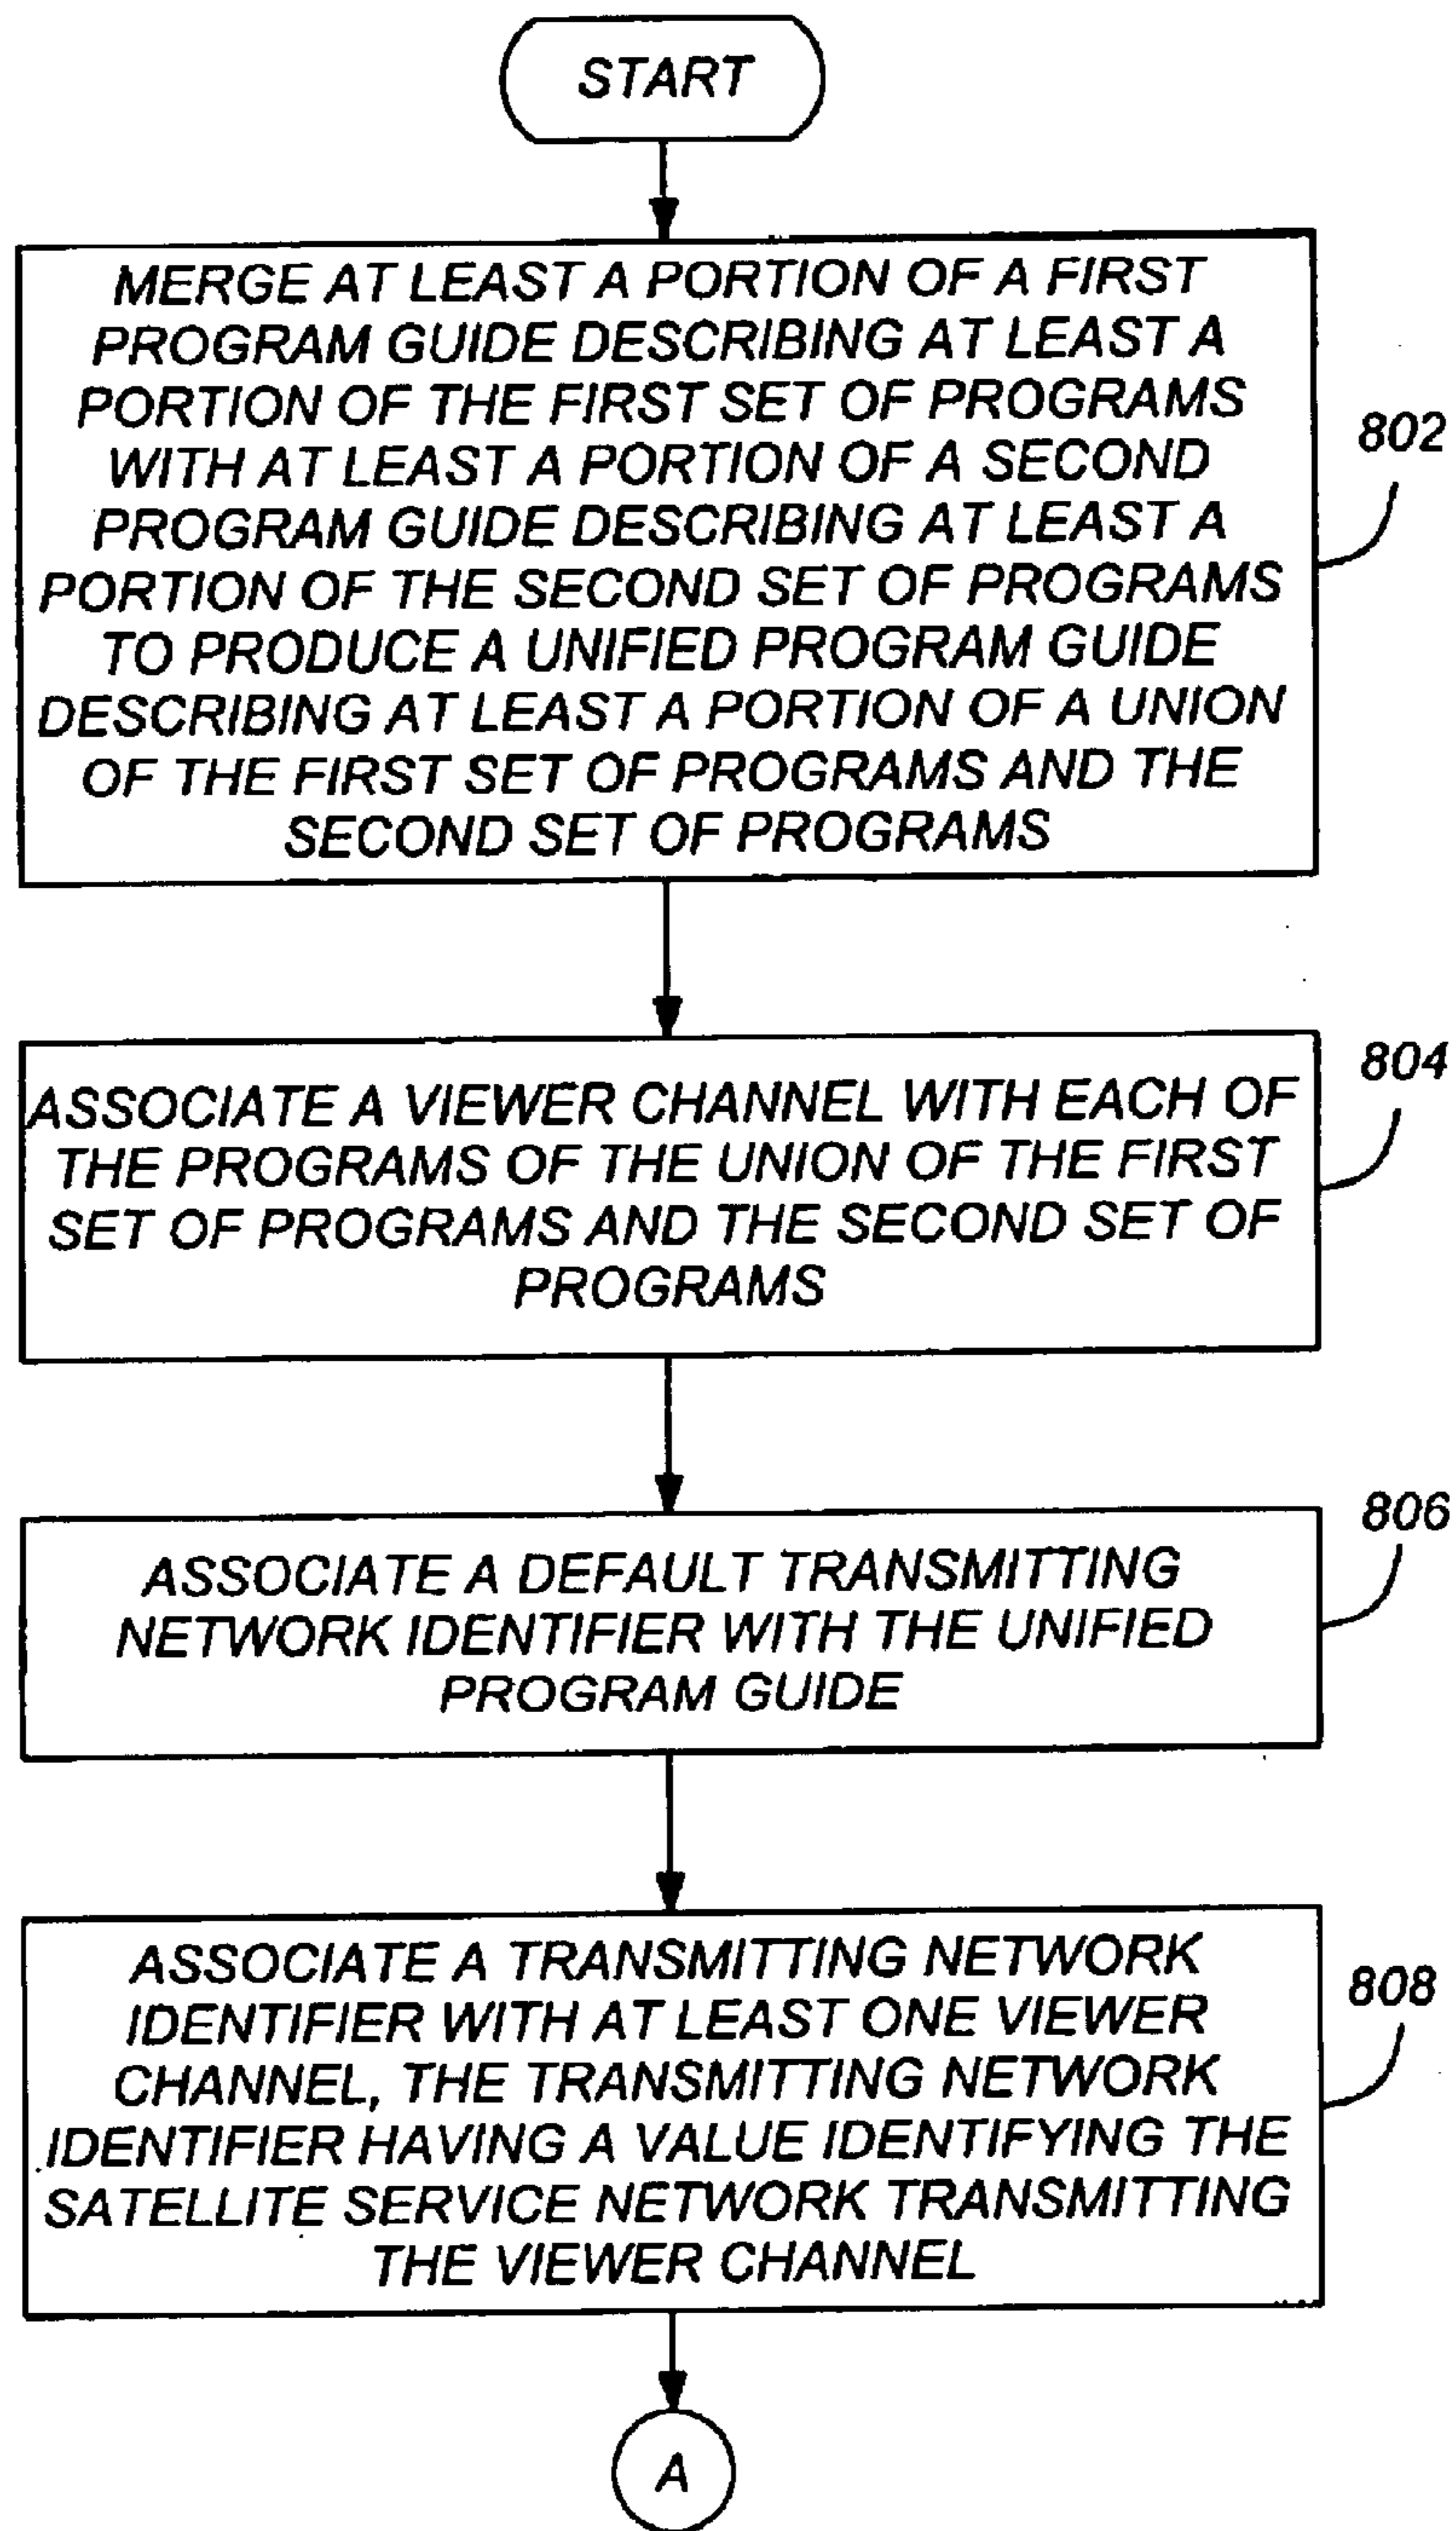 START
MERGE AT LEAST A PORTION OF A FIRST
PROGRAM GUIDE DESCRIBING AT LEAST A
PORTION OF THE FIRST SET OF PROGRAMS
WITH AT LEAST A PORTION OF A SECOND
PROGRAM GUIDE DESCRIBING AT LEAST A
PORTION OF THE SECOND SET OF PROGRAMS
TO PRODUCE A UNIFIED PROGRAM GUIDE
DESCRIBING AT LEAST A PORTION OF A UNION
OF THE FIRST SET OF PROGRAMS AND THE
SECOND SET OF PROGRAMS
802
ASSOCIATE A VIEWER CHANNEL WITH EACH OF
THE PROGRAMS OF THE UNION OF THE FIRST
SET OF PROGRAMS AND THE SECOND SET OF
PROGRAMS
804
ASSOCIATE A DEFAULT TRANSMITTING
NETWORK IDENTIFIER WITH THE UNIFIED
PROGRAM GUIDE
806
ASSOCIATE A TRANSMITTING NETWORK
IDENTIFIER WITH AT LEAST ONE VIEWER
CHANNEL, THE TRANSMITTING NETWORK
IDENTIFIER HAVING A VALUE IDENTIFYING THE
SATELLITE SERVICE NETWORK TRANSMITTING
THE VIEWER CHANNEL
808
A